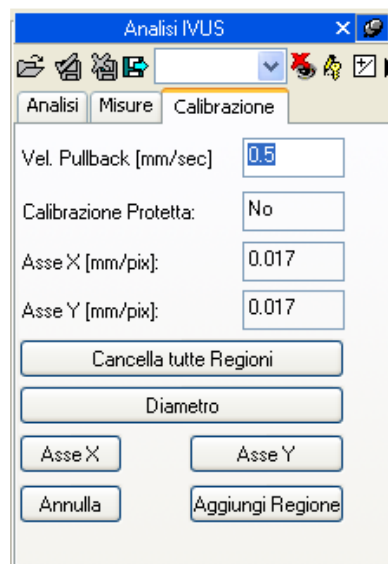 Analisi IVUS
Analisi Misure Calibrazione
Vel. Pullback [mm/sec] 0.5
Calibrazione Protetta: No
Asse X [mm/pix]: 0.017
Asse Y [mm/pix]: 0.017
Cancella tutte Regioni
Diametro
Asse X Asse Y
Annulla Aggiungi Regione